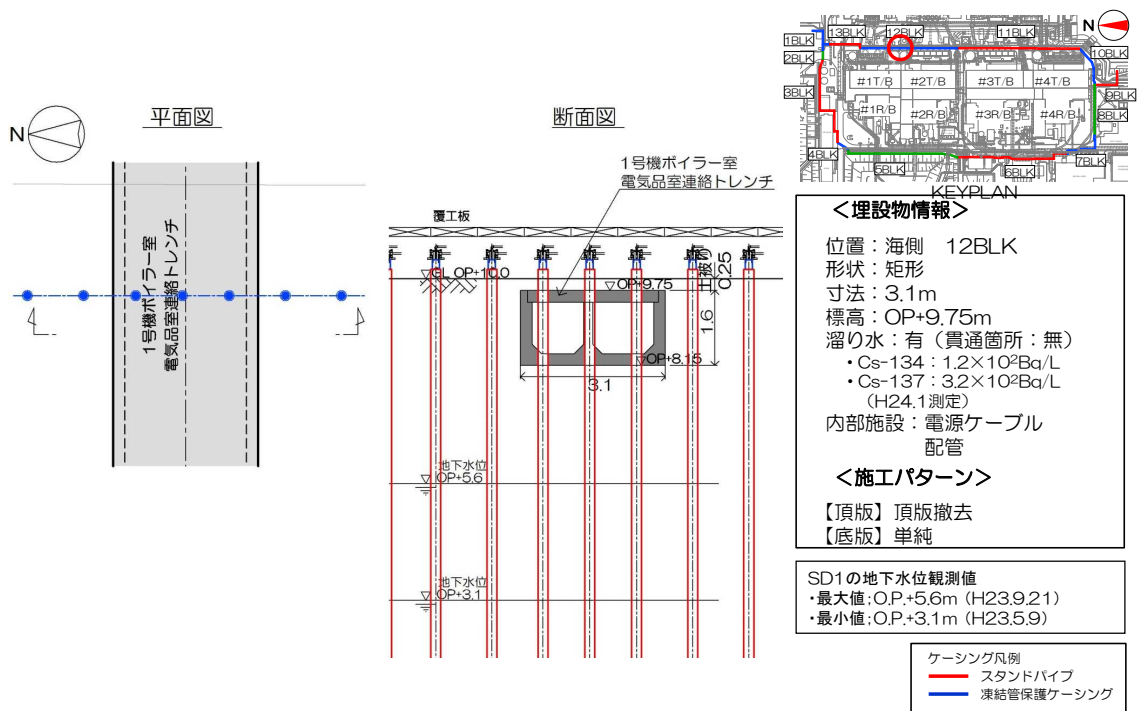 平面図
N
1号機ボイラー室
電気品室連絡トレンチ
断面図
1号機ボイラー室
電気品室連絡トレンチ
覆工板
GL OP+10.0
土被り
0.25
OP+9.75
1.6
OP+8.15
3.1
地下水位
OP+5.6
地下水位
OP+3.1
N
1BLK
13BLK
12BLK
11BLK
10BLK
2BLK
3BLK
#1T/B
#2T/B
#3T/B
#4T/B
9BLK
#1R/B
#2R/B
#3R/B
#4R/B
8BLK
4BLK
5BLK
6BLK
7BLK
KEYPLAN
＜埋設物情報＞
位置：海側　12BLK
形状：矩形
寸法：3.1m
標高：OP+9.75m
溜り水：有（貫通箇所：無）
・Cs-134：1.2×10²Bq/L
・Cs-137：3.2×10²Bq/L
（H24.1測定）
内部施設：電源ケーブル
配管
＜施工パターン＞
【頂版】頂版撤去
【底版】単純
SD1の地下水位観測値
・最大値;O.P.+5.6m (H23.9.21)
・最小値;O.P.+3.1m (H23.5.9)
ケーシング凡例
スタンドパイプ
凍結管保護ケーシング